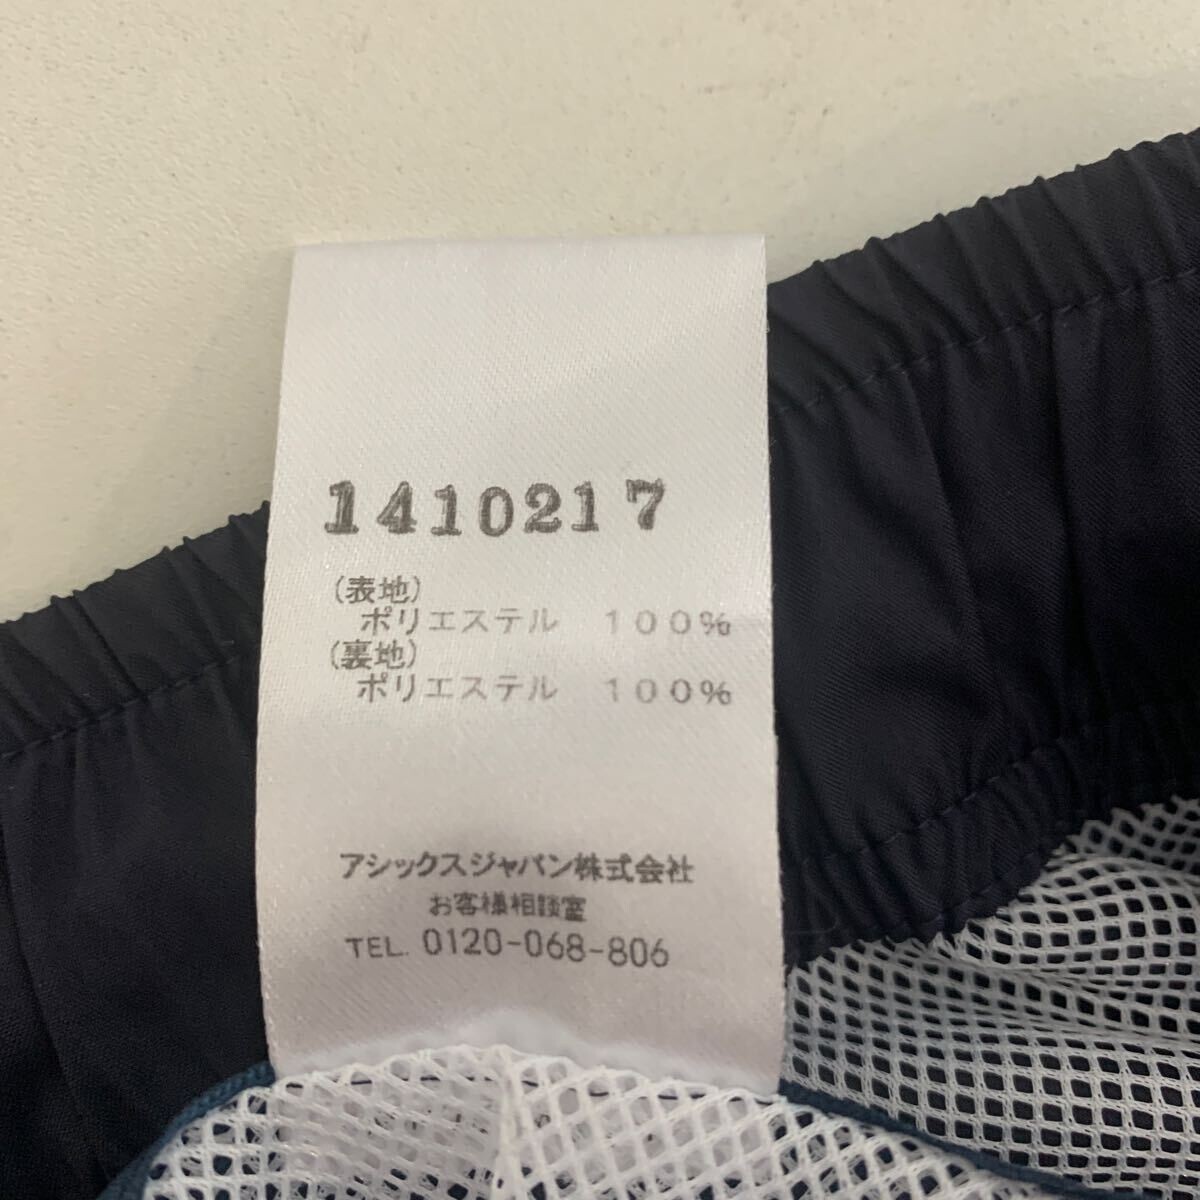 1410217
(表地)
ポリエステル 100%
(裏地)
ポリエステル 100%
アシックスジャパン株式会社
お客様相談室
TEL. 0120-068-806